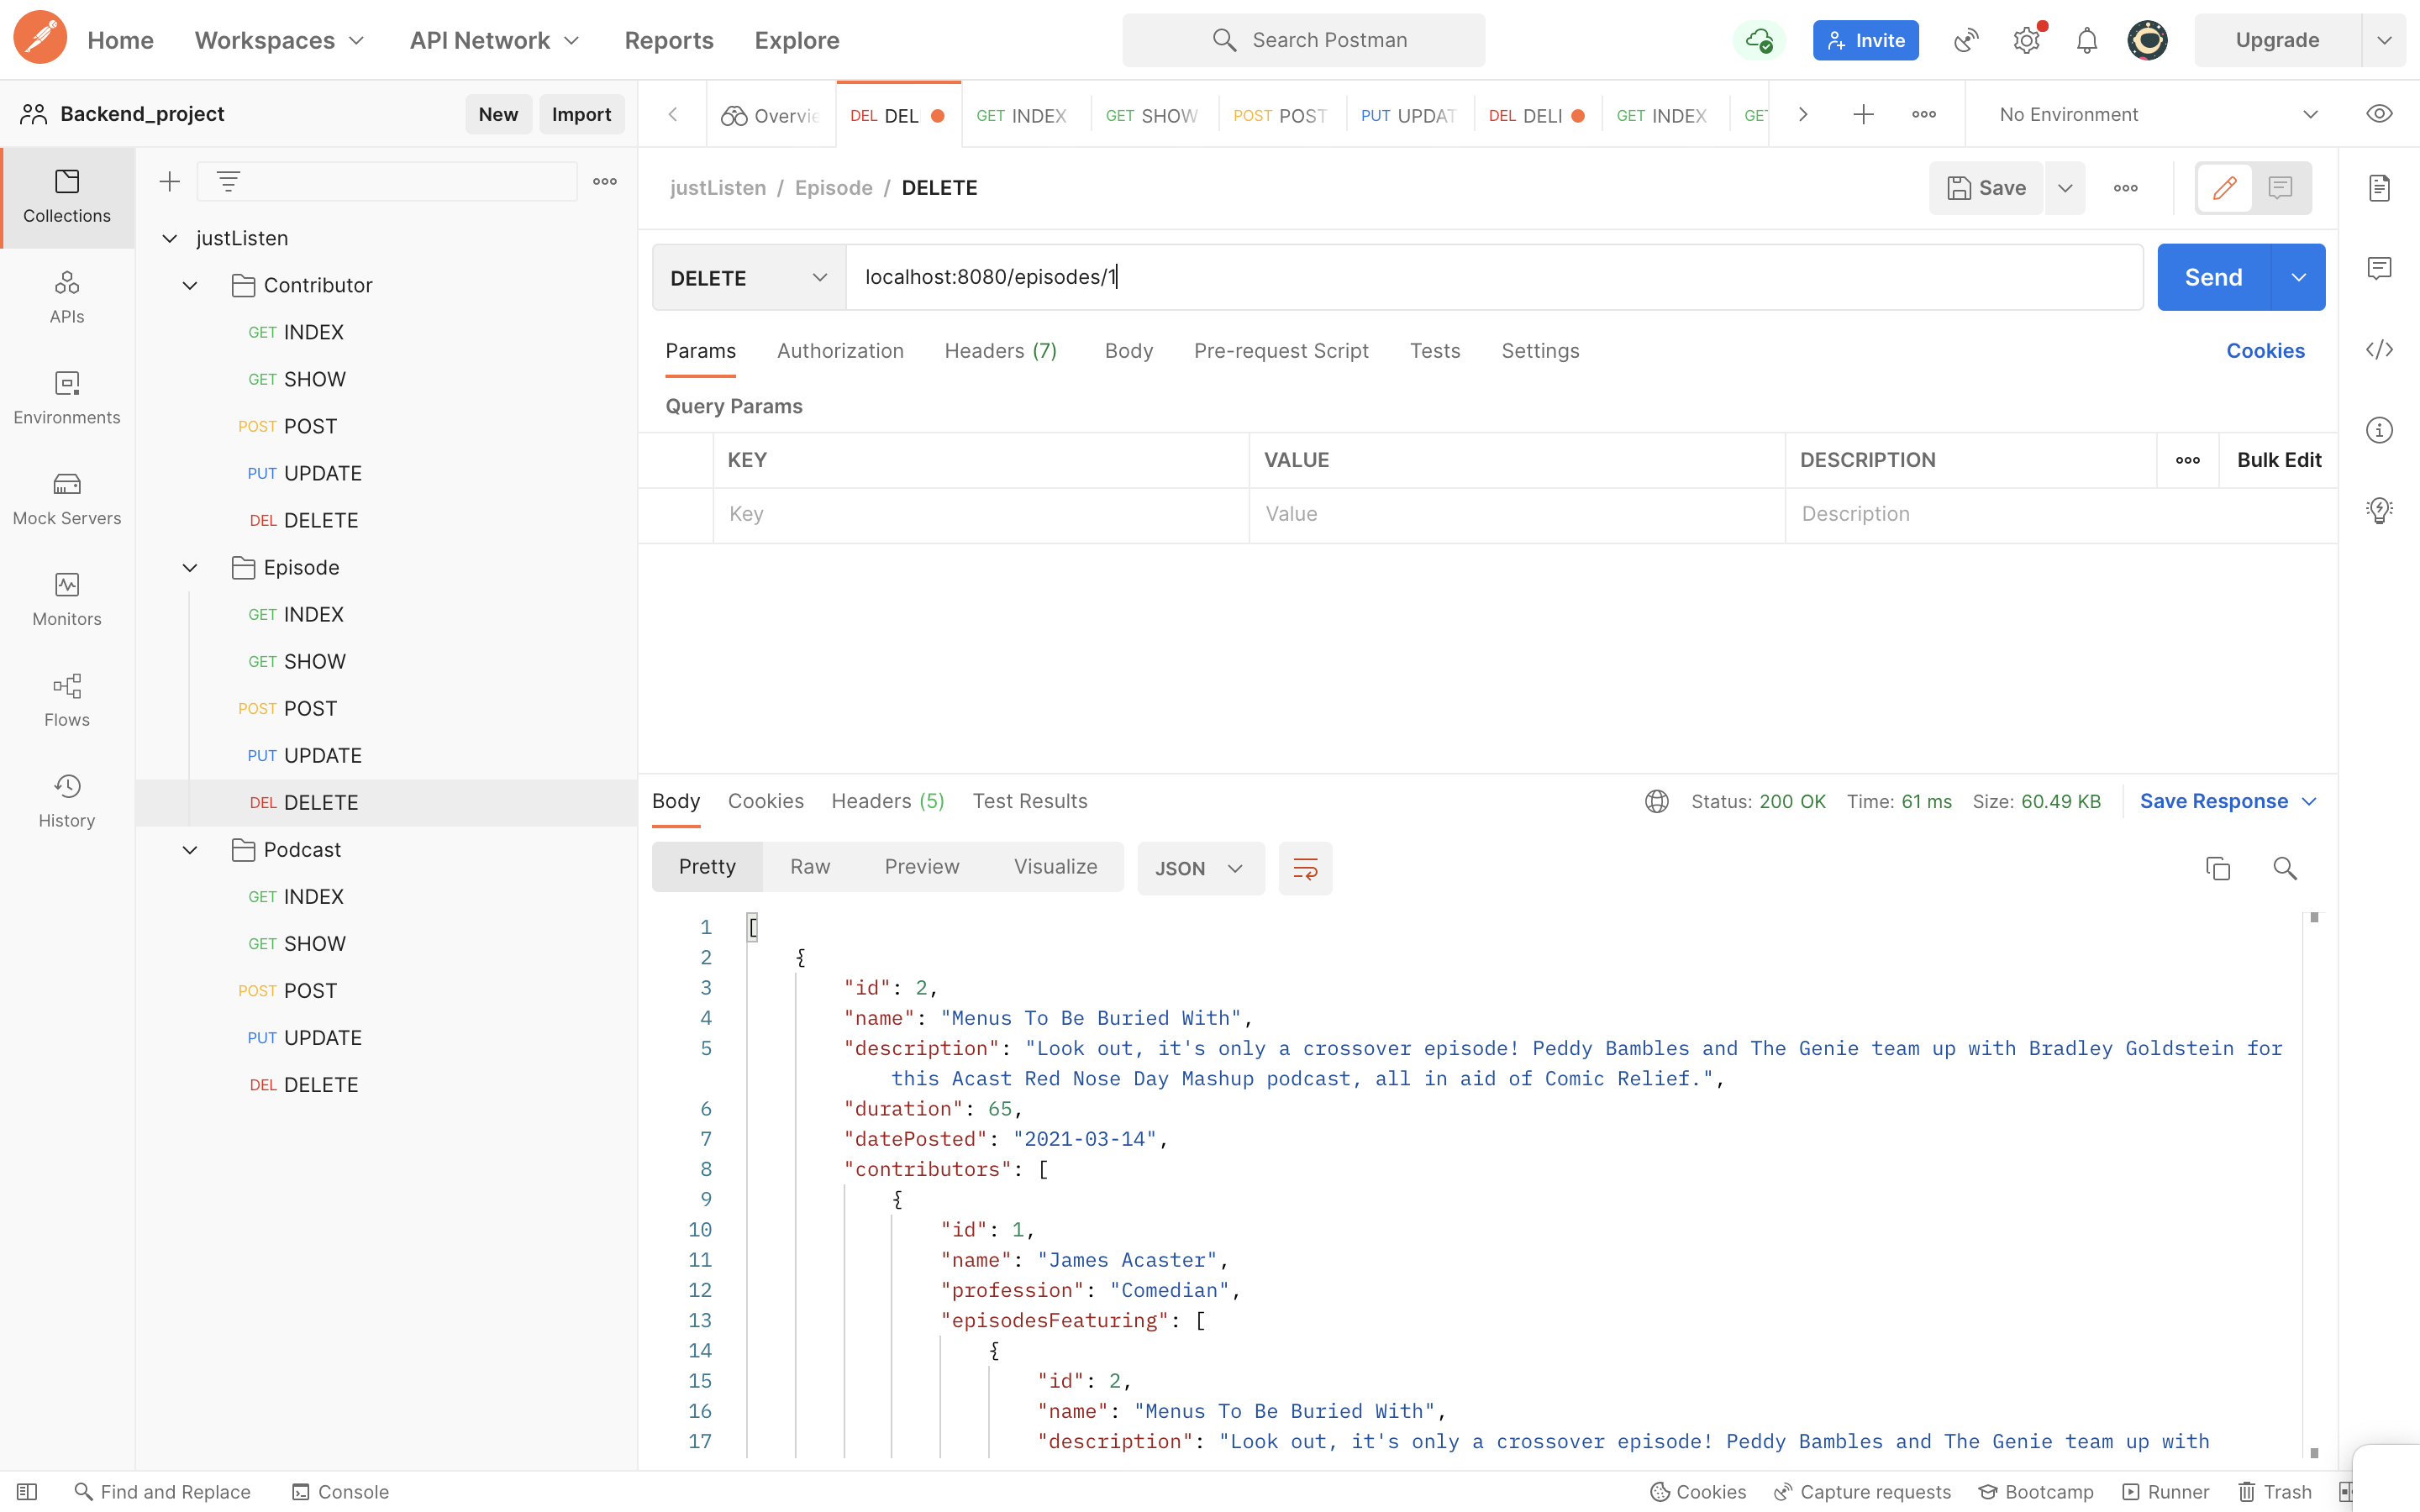 Home Workspaces API Network Reports Explore Search Postman Invite Upgrade
Backend_project New Import
Overvie DEL DEL GET INDEX GET SHOW POST POST PUT UPDAT DEL DELI GET INDEX GET No Environment
Collections
APIs
Environments
Mock Servers
Monitors
Flows
History
justListen
Contributor
GET INDEX
GET SHOW
POST POST
PUT UPDATE
DEL DELETE
Episode
GET INDEX
GET SHOW
POST POST
PUT UPDATE
DEL DELETE
Podcast
GET INDEX
GET SHOW
POST POST
PUT UPDATE
DEL DELETE
justListen / Episode / DELETE Save
DELETE localhost:8080/episodes/1 Send
Params Authorization Headers (7) Body Pre-request Script Tests Settings Cookies
Query Params
KEY VALUE DESCRIPTION Bulk Edit
Key Value Description
Body Cookies Headers (5) Test Results Status: 200 OK Time: 61 ms Size: 60.49 KB Save Response
Pretty Raw Preview Visualize JSON
1 [
2 {
3 "id": 2,
4 "name": "Menus To Be Buried With",
5 "description": "Look out, it's only a crossover episode! Peddy Bambles and The Genie team up with Bradley Goldstein for
this Acast Red Nose Day Mashup podcast, all in aid of Comic Relief.",
6 "duration": 65,
7 "datePosted": "2021-03-14",
8 "contributors": [
9 {
10 "id": 1,
11 "name": "James Acaster",
12 "profession": "Comedian",
13 "episodesFeaturing": [
14 {
15 "id": 2,
16 "name": "Menus To Be Buried With",
17 "description": "Look out, it's only a crossover episode! Peddy Bambles and The Genie team up with
Find and Replace Console Cookies Capture requests Bootcamp Runner Trash